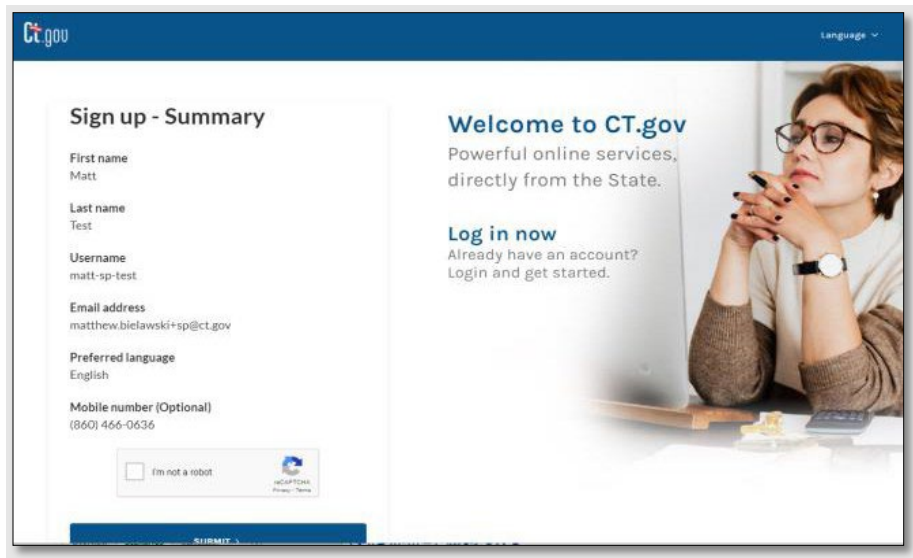 Ct.gov
Language
Sign up - Summary
First name
Matt
Last name
Test
Username
matt-sp-test
Email address
matthew.bielawski+sp@ct.gov
Preferred language
English
Mobile number (Optional)
(860) 466-0636
I'm not a robot
reCAPTCHA
Privacy - Terms
SUBMIT >
Welcome to CT.gov
Powerful online services,
directly from the State.
Log in now
Already have an account?
Login and get started.